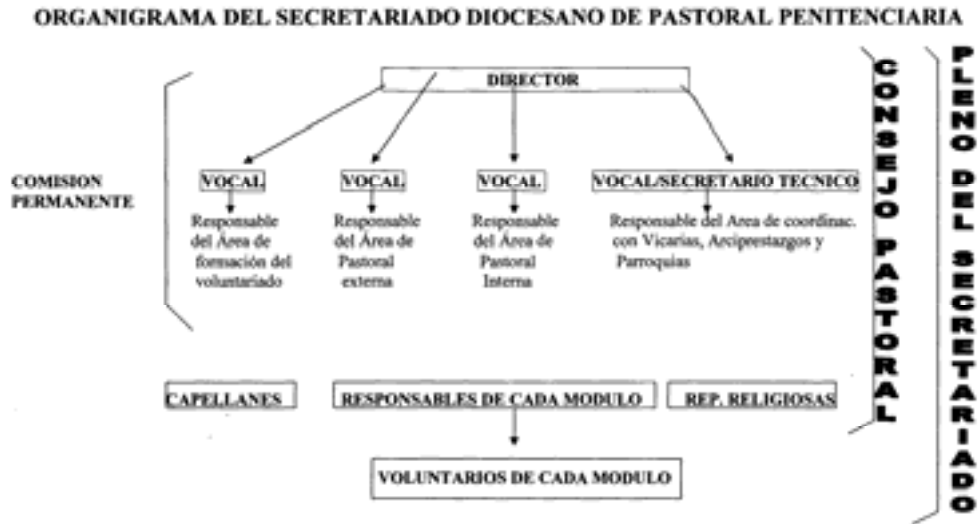 ORGANIGRAMA DEL SECRETARIADO DIOCESANO DE PASTORAL PENITENCIARIA
DIRECTOR
COMISION
PERMANENTE
VOCAL
Responsable
del Área de
formación del
voluntariado
VOCAL
Responsable
del Área de
Pastoral
externa
VOCAL
Responsable
del Área de
Pastoral
Interna
VOCAL/SECRETARIO TECNICO
Responsable del Area de coordinac.
con Vicarias, Arciprestazgos y
Parroquias
CAPELLANES
RESPONSABLES DE CADA MODULO
REP. RELIGIOSAS
VOLUNTARIOS DE CADA MODULO
CONSEJO PASTORAL
PLENO DEL SECRETARIADO